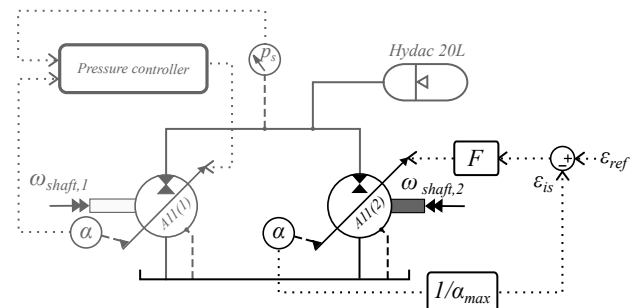 p_s
Hydac 20L
Pressure controller
F
−+
ε_ref
ε_is
ω_shaft,1
ω_shaft,2
A11(1)
A11(2)
α
α
1/α_max